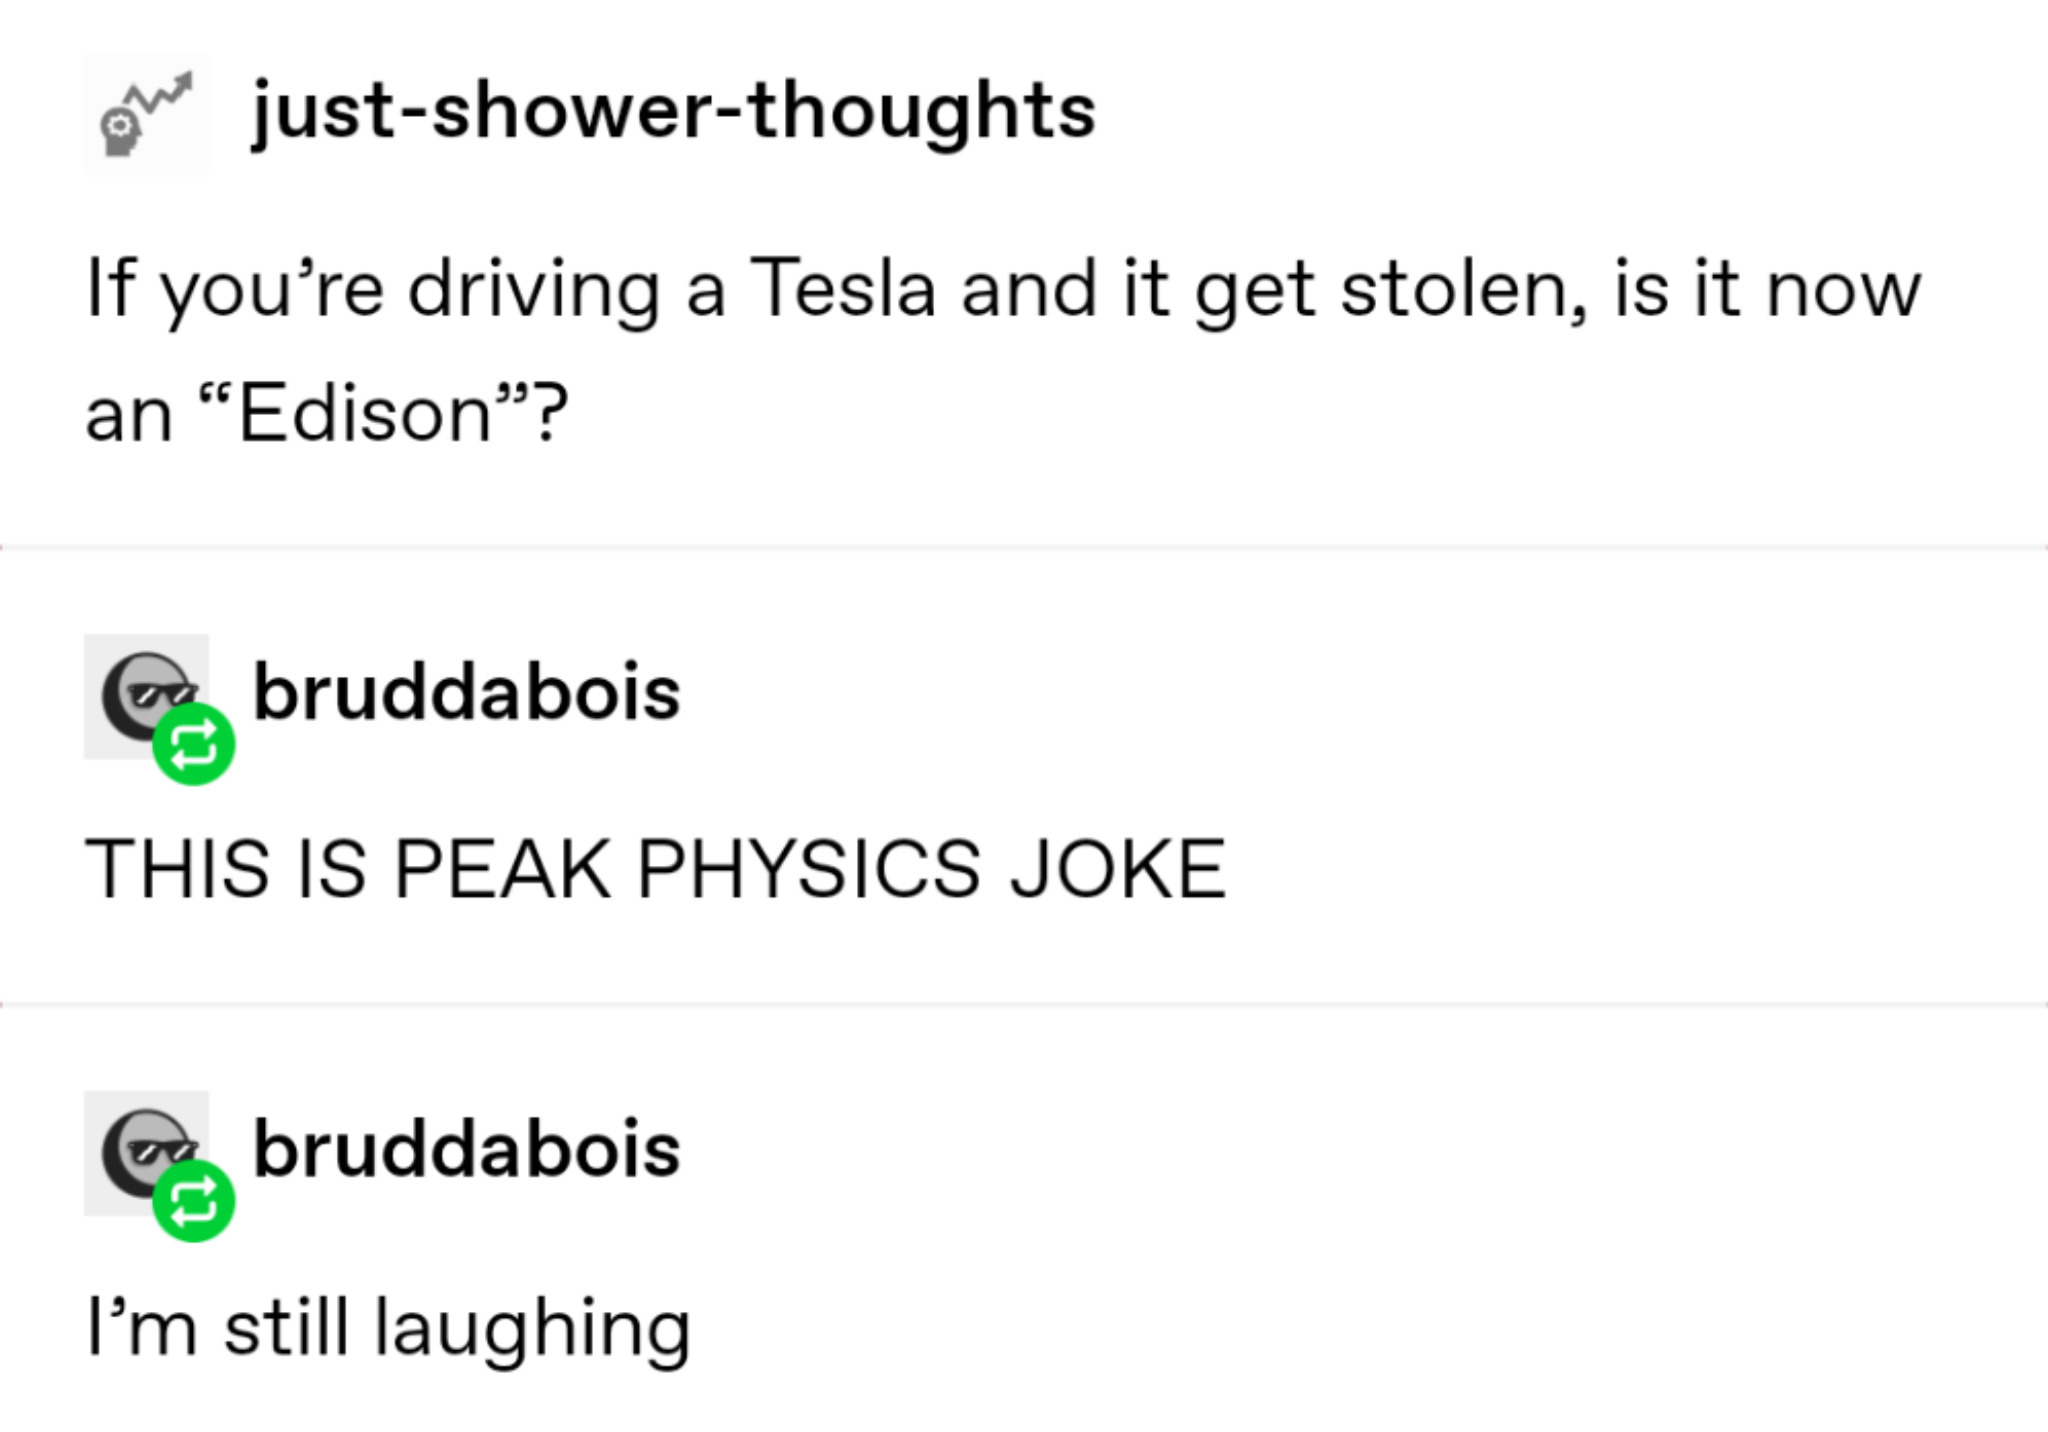 just-shower-thoughts
If you’re driving a Tesla and it get stolen, is it now
an “Edison”?
bruddabois
THIS IS PEAK PHYSICS JOKE
bruddabois
I’m still laughing